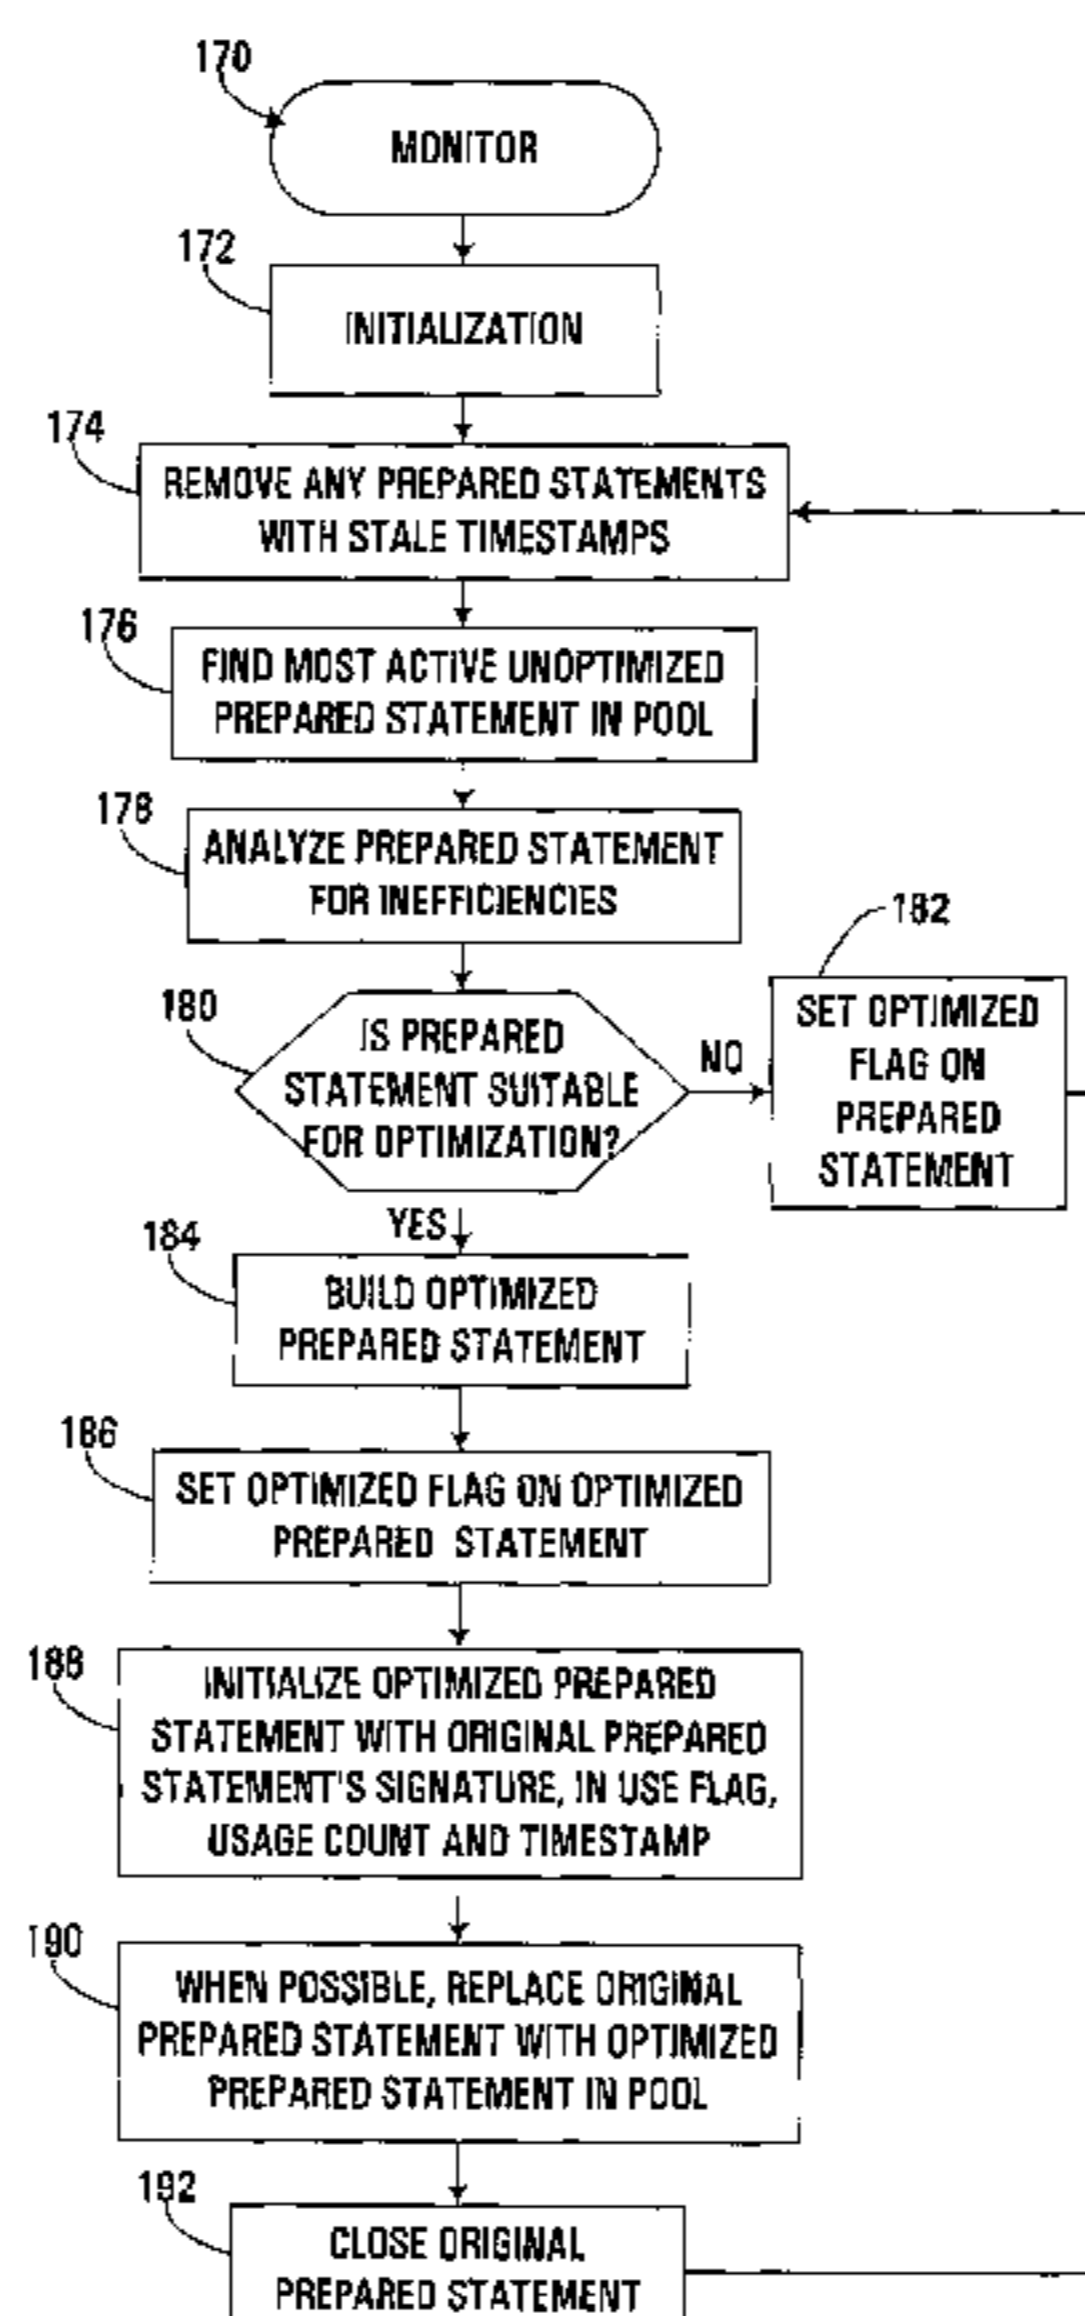 170
MONITOR
172
INITIALIZATION
174
REMOVE ANY PREPARED STATEMENTS
WITH STALE TIMESTAMPS
176
FIND MOST ACTIVE UNOPTIMIZED
PREPARED STATEMENT IN POOL
178
ANALYZE PREPARED STATEMENT
FOR INEFFICIENCIES
180
IS PREPARED
STATEMENT SUITABLE
FOR OPTIMIZATION?
NO
182
SET OPTIMIZED
FLAG ON
PREPARED
STATEMENT
YES
184
BUILD OPTIMIZED
PREPARED STATEMENT
186
SET OPTIMIZED FLAG ON OPTIMIZED
PREPARED STATEMENT
188
INITIALIZE OPTIMIZED PREPARED
STATEMENT WITH ORIGINAL PREPARED
STATEMENT'S SIGNATURE, IN USE FLAG,
USAGE COUNT AND TIMESTAMP
190
WHEN POSSIBLE, REPLACE ORIGINAL
PREPARED STATEMENT WITH OPTIMIZED
PREPARED STATEMENT IN POOL
192
CLOSE ORIGINAL
PREPARED STATEMENT